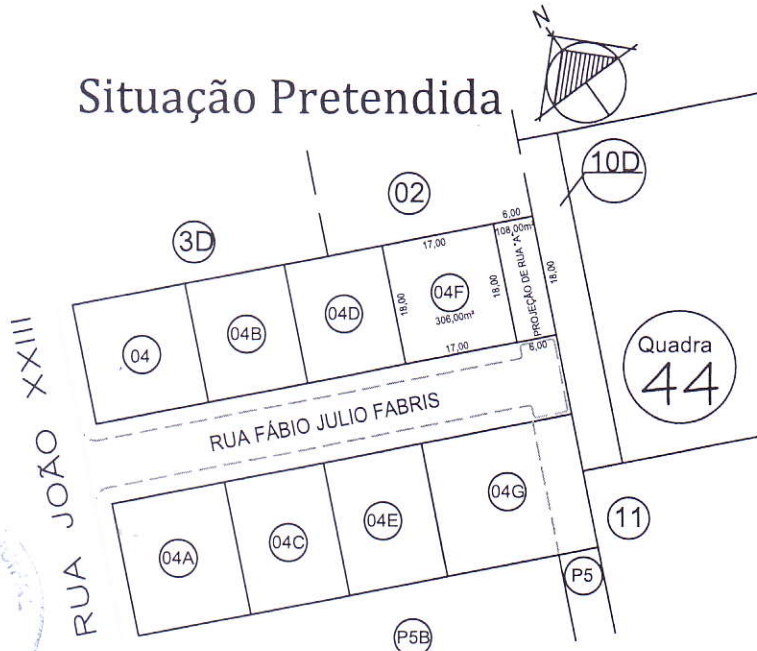 N
Situação Pretendida
10D
02
3D
6,00
108,00m²
17,00
PROJEÇÃO DE RUA "A"
18,00
18,00
18,00
04F
306,00m²
04D
04B
04
17,00
6,00
Quadra
44
RUA FÁBIO JULIO FABRIS
RUA JOÃO XXIII
04G
04E
04C
04A
11
P5
P5B